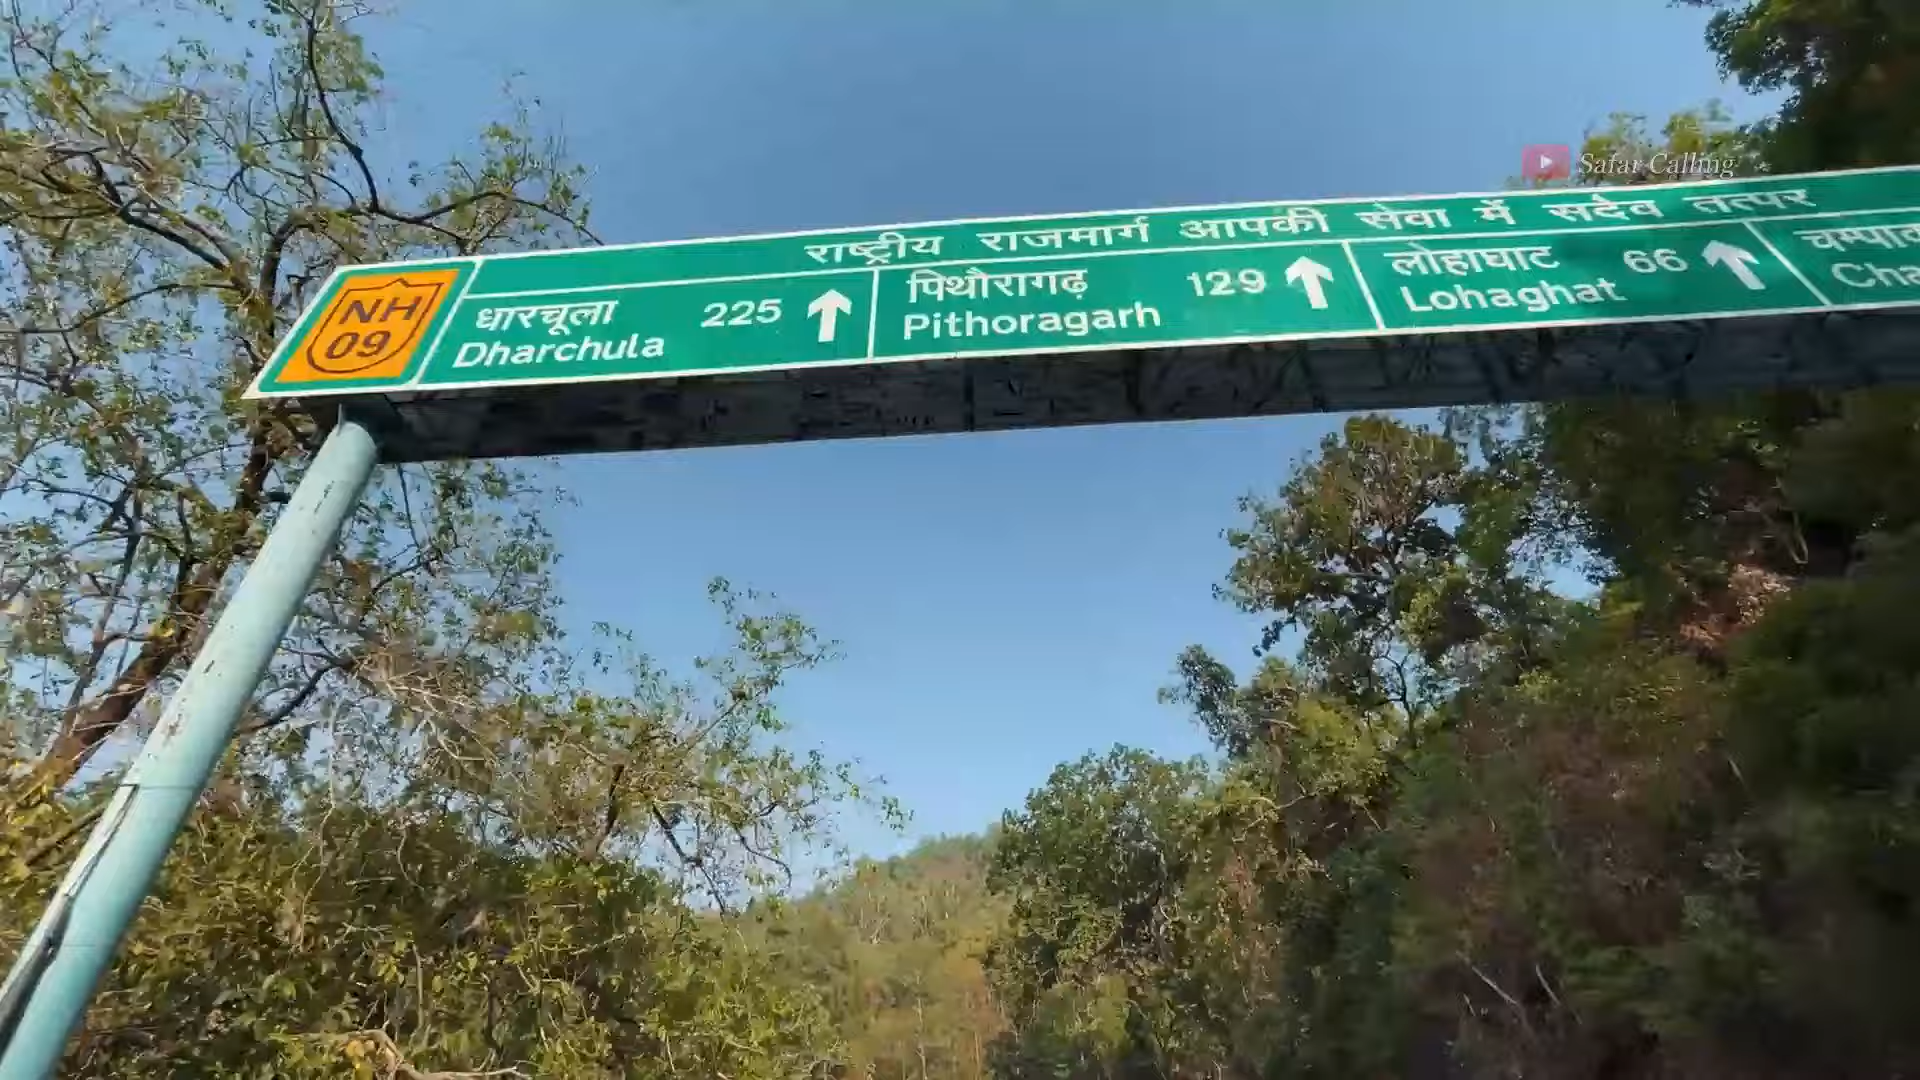 Safar Calling
राष्ट्रीय राजमार्ग आपकी सेवा में सदैव तत्पर
NH
09
धारचूला 225
Dharchula
पिथौरागढ़ 129
Pithoragarh
लोहाघाट 66
Lohaghat